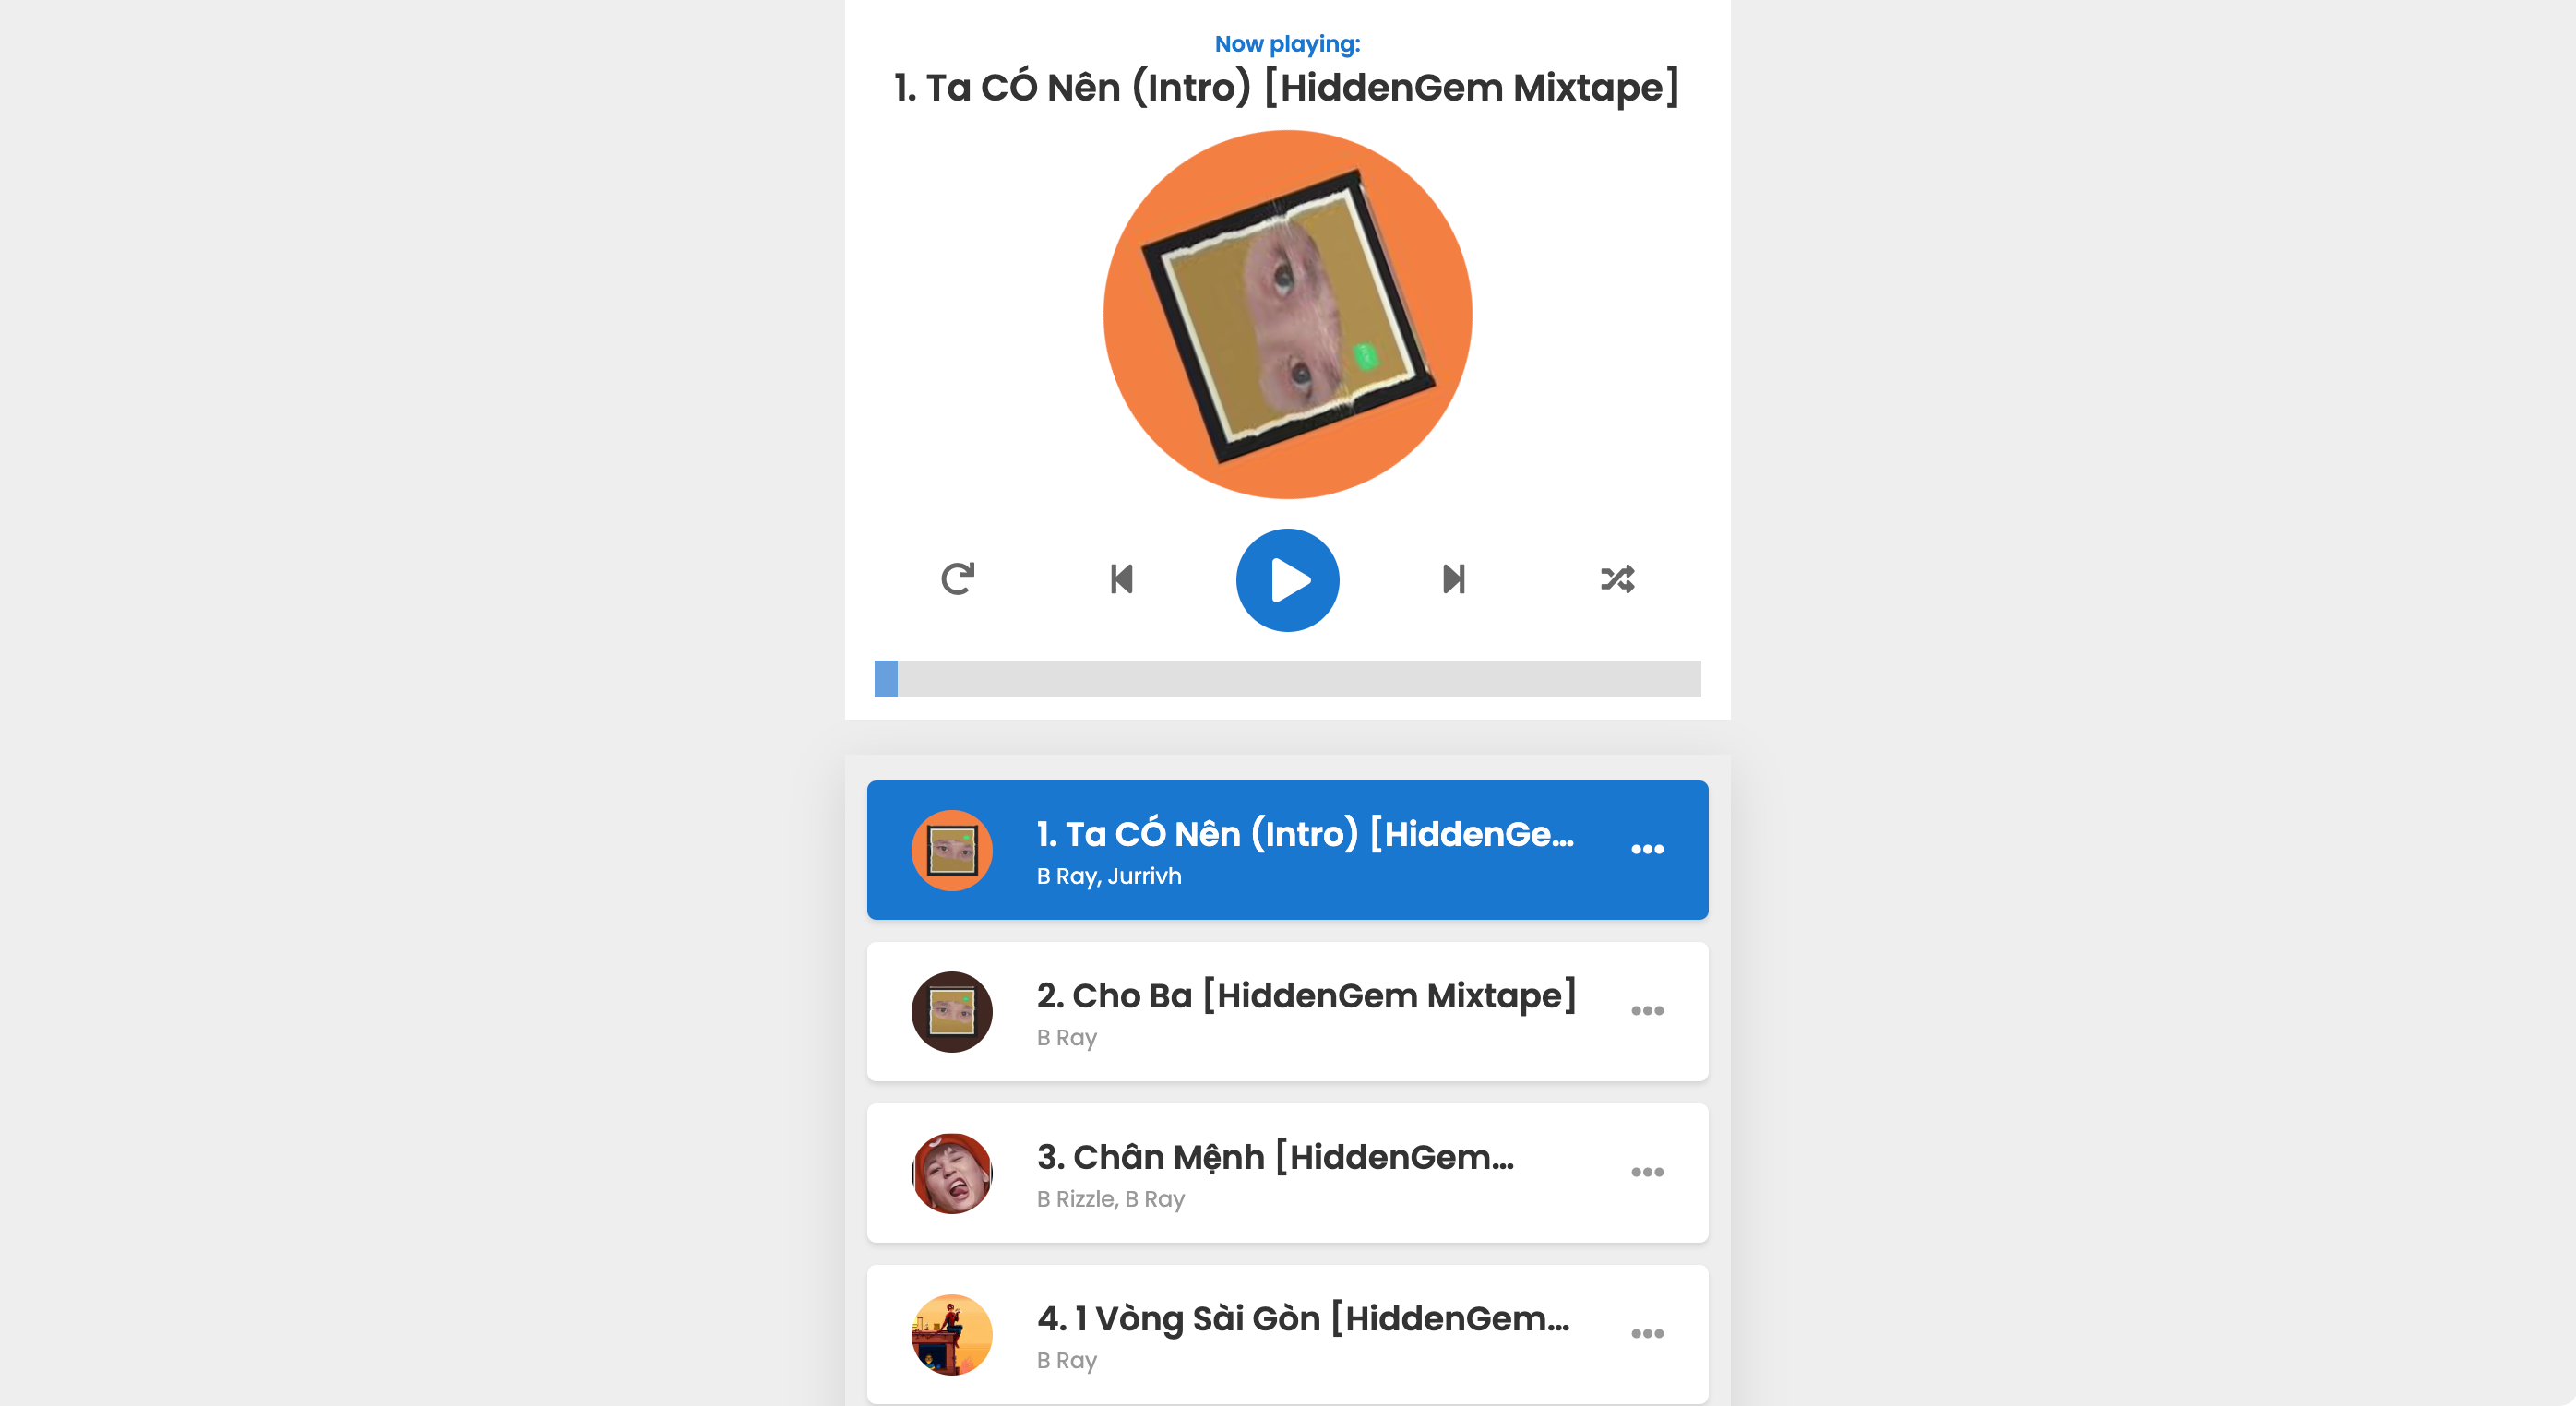 Now playing:
1. Ta CÓ Nên (Intro) [HiddenGem Mixtape]
1. Ta CÓ Nên (Intro) [HiddenGe...
B Ray, Jurrivh
2. Cho Ba [HiddenGem Mixtape]
B Ray
3. Chân Mệnh [HiddenGem...
B Rizzle, B Ray
4. 1 Vòng Sài Gòn [HiddenGem...
B Ray